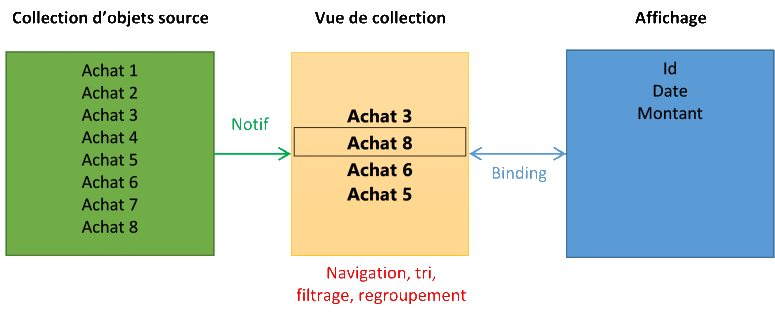 Collection d'objets source
Achat 1
Achat 2
Achat 3
Achat 4
Achat 5
Achat 6
Achat 7
Achat 8
Notif
Vue de collection
Achat 3
Achat 8
Achat 6
Achat 5
Navigation, tri,
filtrage, regroupement
Binding
Affichage
Id
Date
Montant